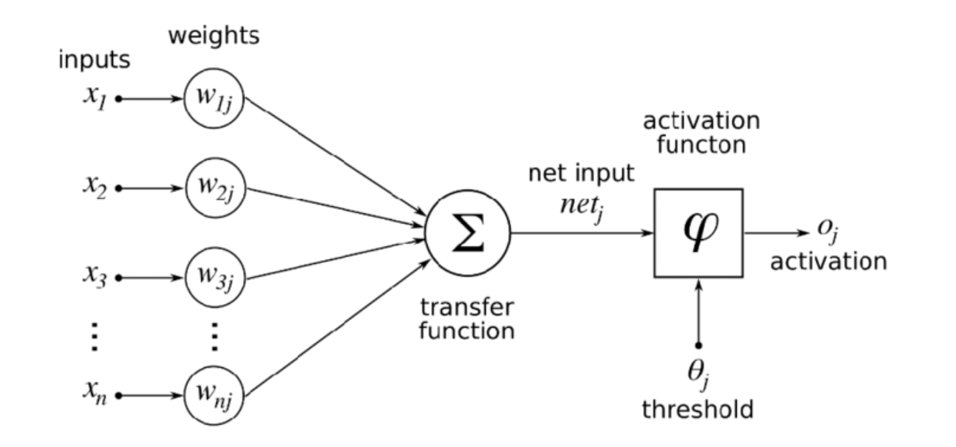 weights
inputs
x1
w1j
activation
functon
x2
w2j
net input
netj
Σ
φ
oj
activation
x3
w3j
transfer
function
⋮ ⋮
θj
xn
wnj
threshold